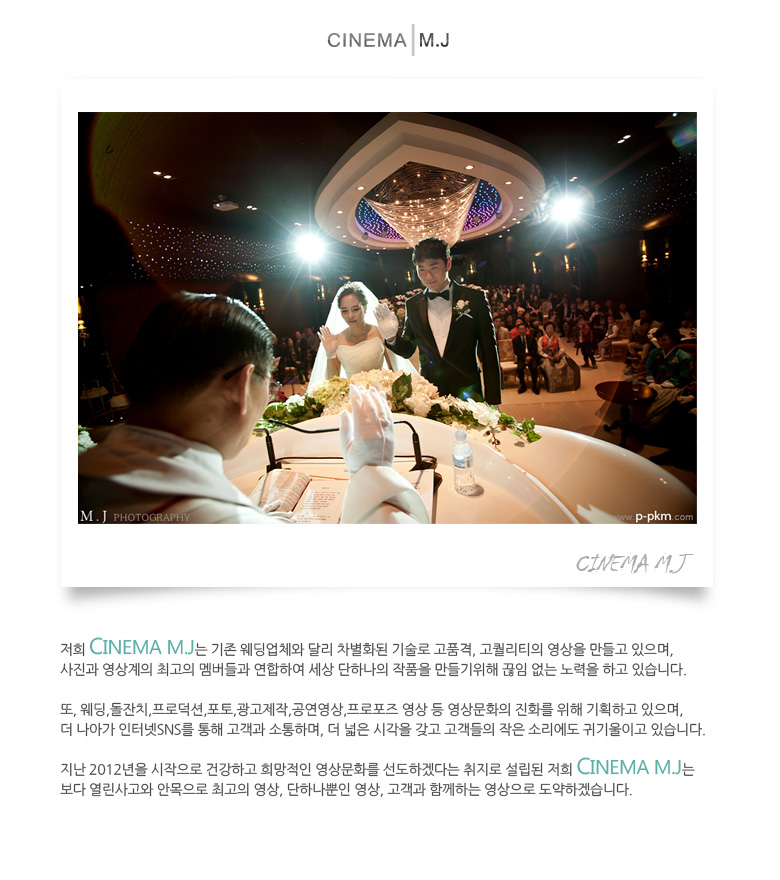 CINEMA M.J
M.J PHOTOGRAPHY
www.p-pkm.com
CINEMA MJ
저희 CINEMA M.J는 기존 웨딩업체와 달리 차별화된 기술로 고품격, 고퀄리티의 영상을 만들고 있으며,
사진과 영상계의 최고의 멤버들과 연합하여 세상 단하나의 작품을 만들기위해 끊임 없는 노력을 하고 있습니다.
또, 웨딩,돌잔치,프로덕션,포토,광고제작,공연영상,프로포즈 영상 등 영상문화의 진화를 위해 기획하고 있으며,
더 나아가 인터넷SNS를 통해 고객과 소통하며, 더 넓은 시각을 갖고 고객들의 작은 소리에도 귀기울이고 있습니다.
지난 2012년을 시작으로 건강하고 희망적인 영상문화를 선도하겠다는 취지로 설립된 저희 CINEMA M.J는
보다 열린사고와 안목으로 최고의 영상, 단하나뿐인 영상, 고객과 함께하는 영상으로 도약하겠습니다.